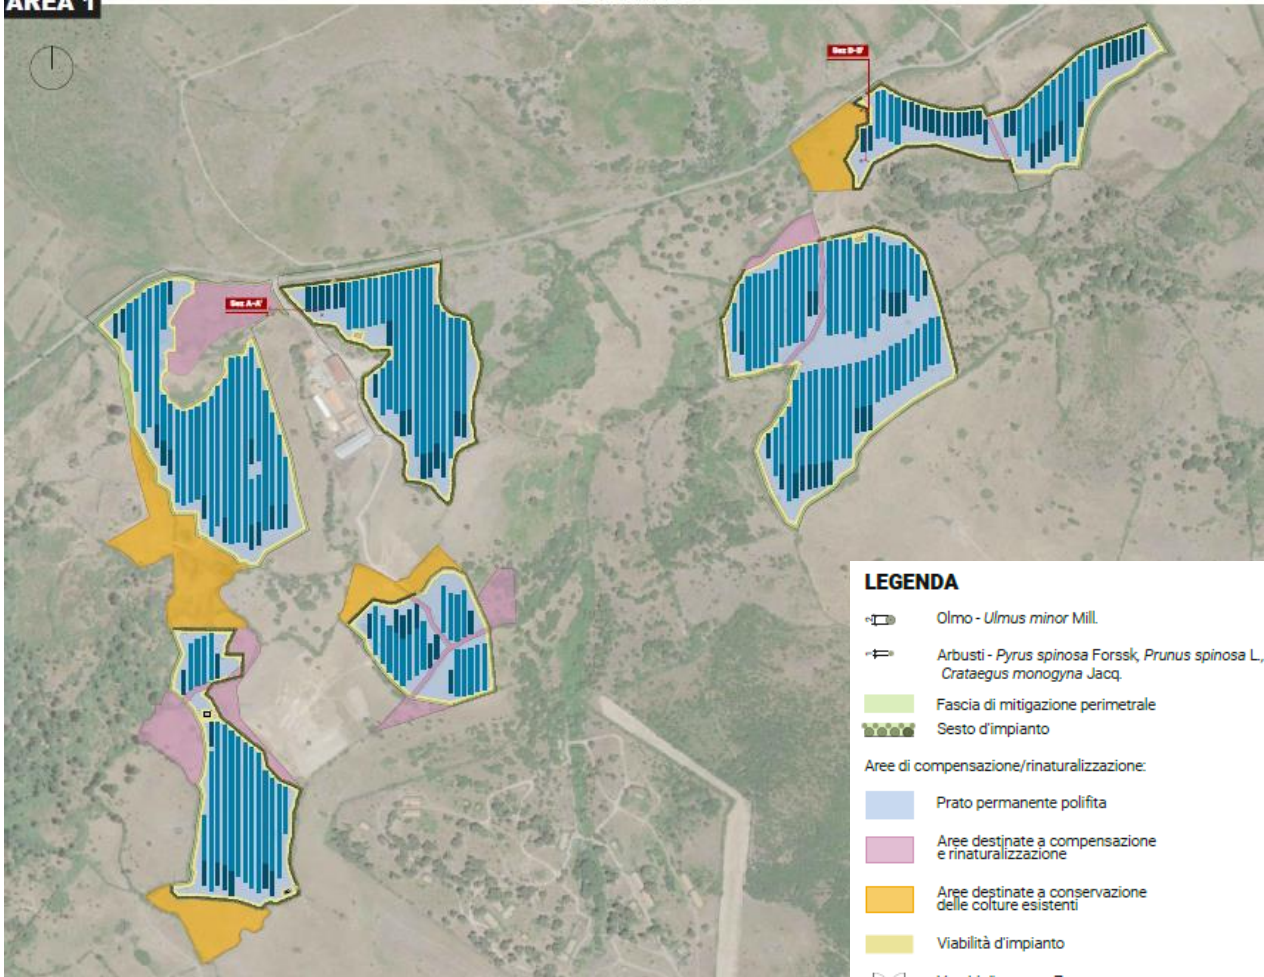 AREA 1
Sez B-B'
Sez A-A'
LEGENDA
Olmo - Ulmus minor Mill.
Arbusti - Pyrus spinosa Forssk, Prunus spinosa L.,
Crataegus monogyna Jacq.
Fascia di mitigazione perimetrale
Sesto d'impianto
Aree di compensazione/rinaturalizzazione:
Prato permanente polifita
Aree destinate a compensazione
e rinaturalizzazione
Aree destinate a conservazione
delle colture esistenti
Viabilità d'impianto